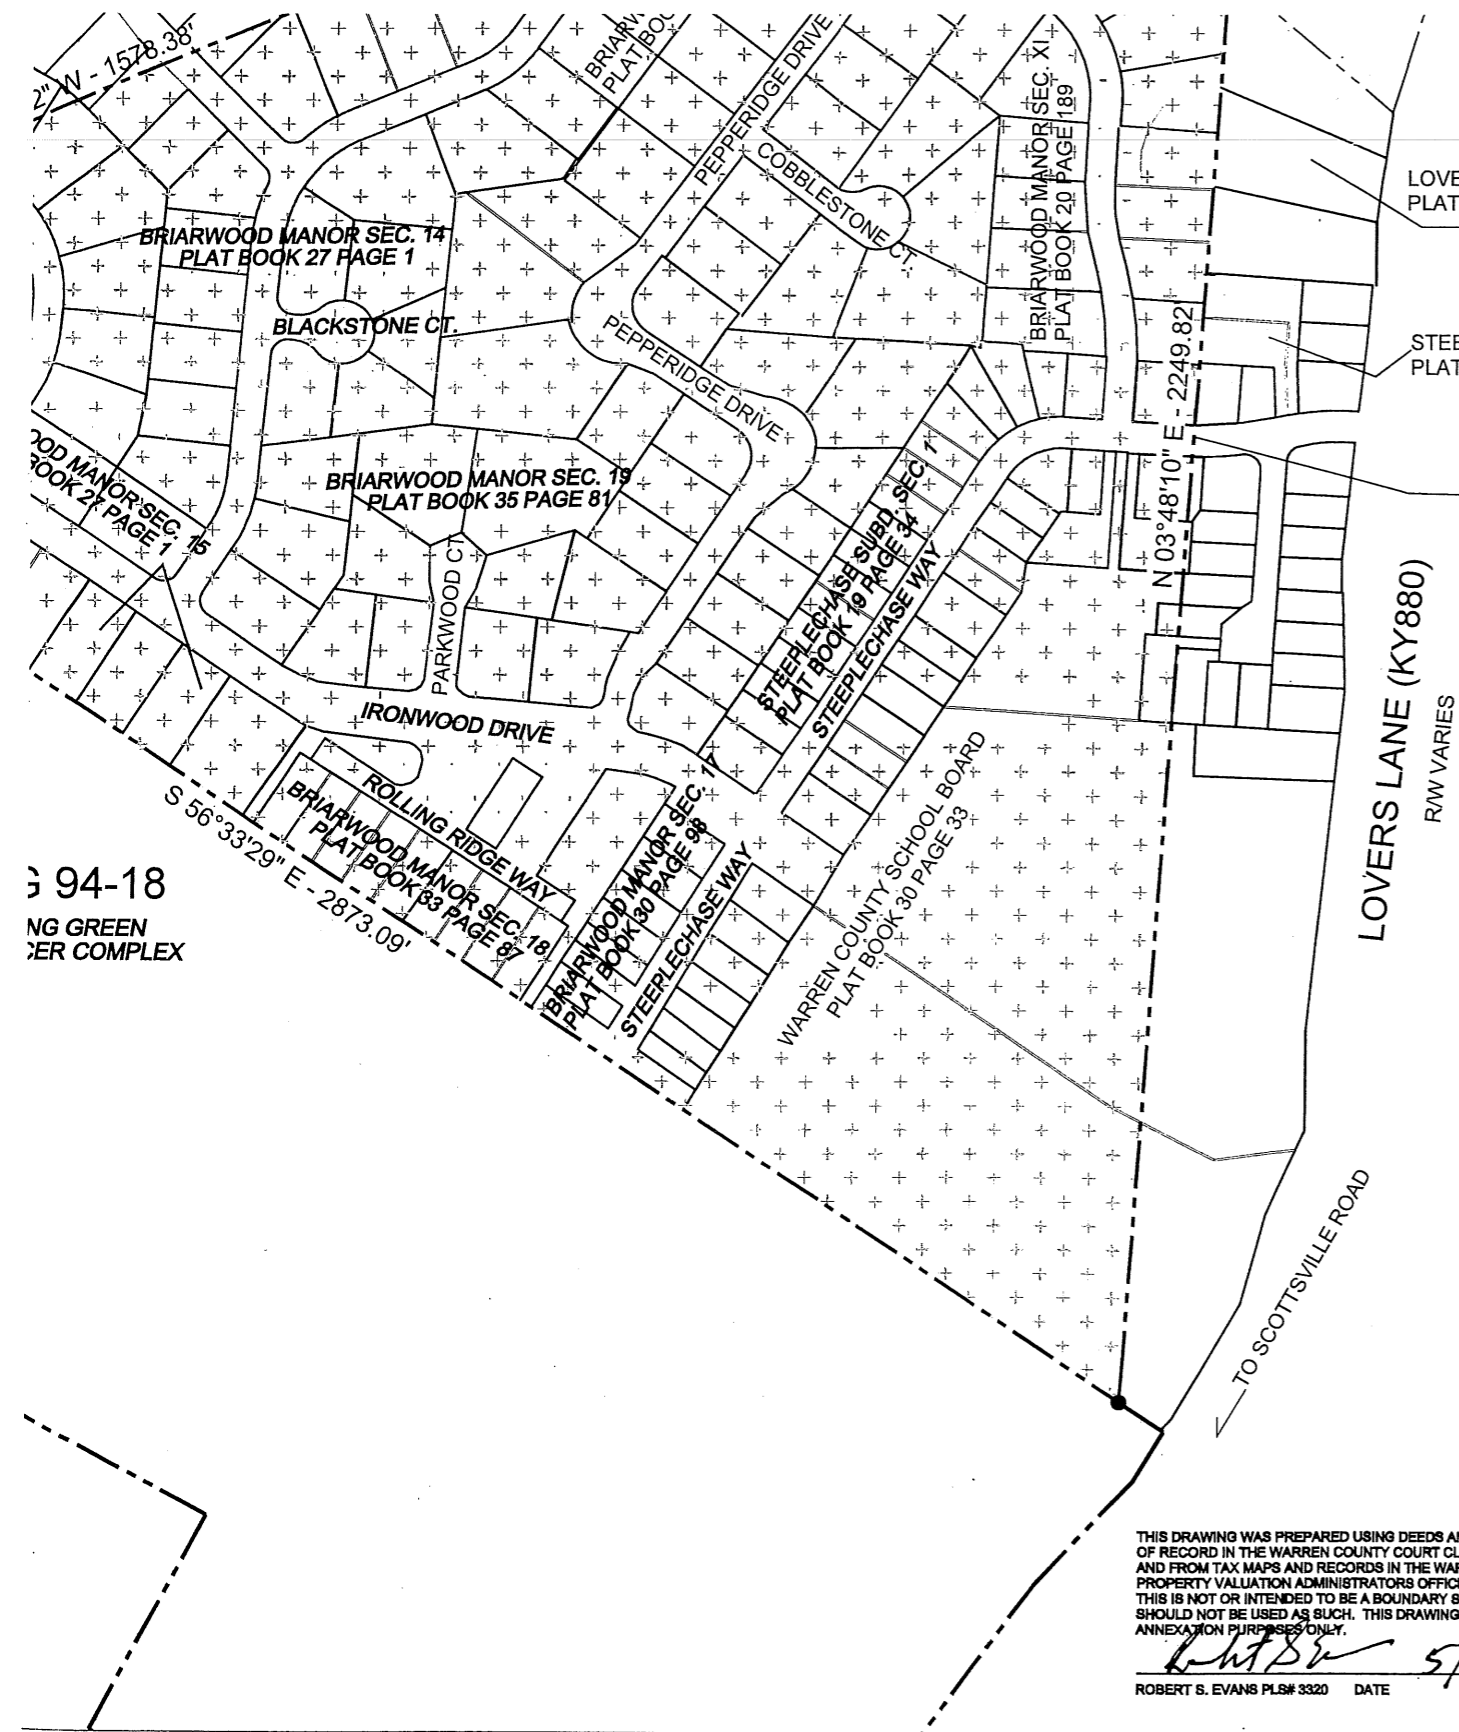 2" W - 1578.38'
BRIARW
PLAT BOO
PEPPERIDGE DRIVE
COBBLESTONE CT
BRIARWOOD MANOR SEC. XI
PLAT BOOK 20 PAGE 189
LOVE
PLAT
BRIARWOOD MANOR SEC. 14
PLAT BOOK 27 PAGE 1
BLACKSTONE CT.
PEPPERIDGE DRIVE
STEE
PLAT
N 03°48'10" E - 2249.82'
OOD MANOR SEC. 15
OOK 27 PAGE 1
BRIARWOOD MANOR SEC. 19
PLAT BOOK 35 PAGE 81
PARKWOOD CT.
STEEPLECHASE SUBD. SEC. 1
PLAT BOOK 19 PAGE 34
STEEPLECHASE WAY
IRONWOOD DRIVE
LOVERS LANE (KY880)
R/W VARIES
ROLLING RIDGE WAY
BRIARWOOD MANOR SEC. 18
PLAT BOOK 33 PAGE 87
S 56°33'29" E - 2873.09'
BRIARWOOD MANOR SEC. 17
PLAT BOOK 30 PAGE 98
STEEPLECHASE WAY
WARREN COUNTY SCHOOL BOARD
PLAT BOOK 30 PAGE 33
G 94-18
NG GREEN
CER COMPLEX
TO SCOTTSVILLE ROAD
THIS DRAWING WAS PREPARED USING DEEDS A
OF RECORD IN THE WARREN COUNTY COURT CL
AND FROM TAX MAPS AND RECORDS IN THE WAR
PROPERTY VALUATION ADMINISTRATORS OFFIC
THIS IS NOT OR INTENDED TO BE A BOUNDARY S
SHOULD NOT BE USED AS SUCH. THIS DRAWING
ANNEXATION PURPOSES ONLY.
5/
ROBERT S. EVANS PLS# 3320 DATE